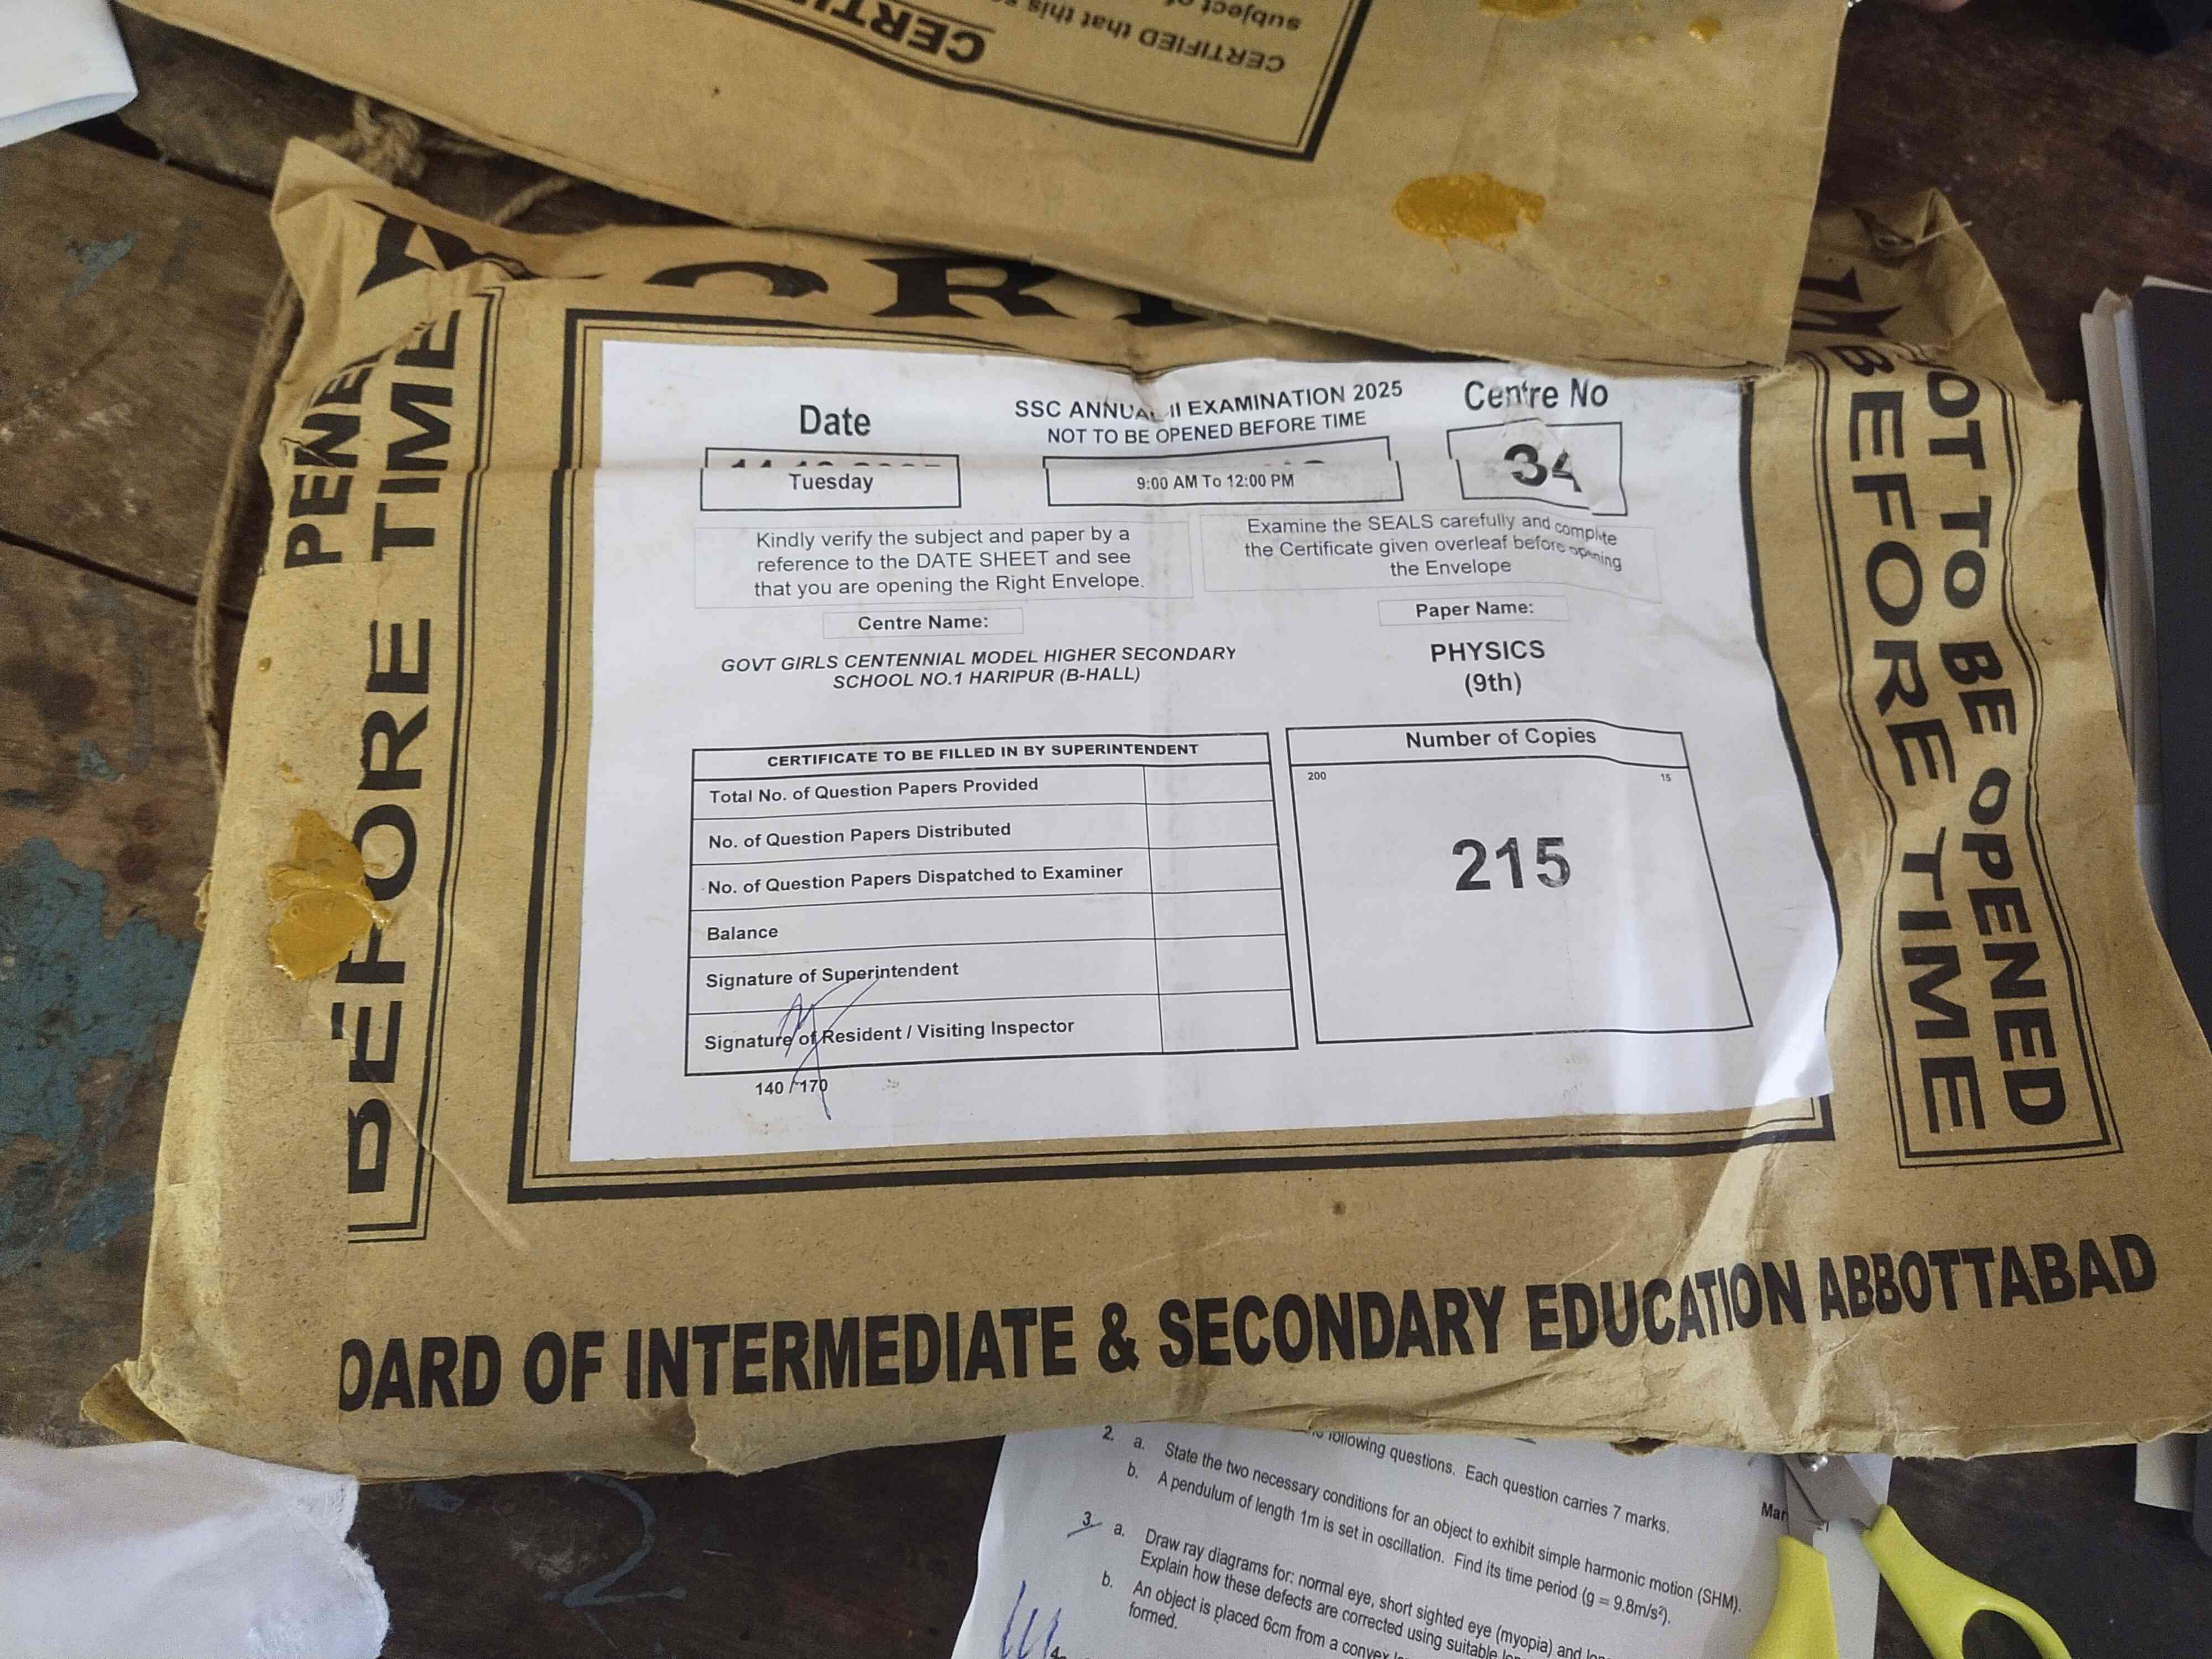 CERTIFIED that this
subject of
Date
SSC ANNUAL-II EXAMINATION 2025
NOT TO BE OPENED BEFORE TIME
Centre No
Tuesday
9:00 AM To 12:00 PM
34
Kindly verify the subject and paper by a
reference to the DATE SHEET and see
that you are opening the Right Envelope.
Examine the SEALS carefully and complete
the Certificate given overleaf before opening
the Envelope
Centre Name:
Paper Name:
GOVT GIRLS CENTENNIAL MODEL HIGHER SECONDARY
SCHOOL NO.1 HARIPUR (B-HALL)
PHYSICS
(9th)
CERTIFICATE TO BE FILLED IN BY SUPERINTENDENT
Total No. of Question Papers Provided
No. of Question Papers Distributed
No. of Question Papers Dispatched to Examiner
Balance
Signature of Superintendent
Signature of Resident / Visiting Inspector
140 / 170
Number of Copies
200 15
215
PENE
BEFORE TIME
OT TO BE OPENED
BEFORE TIME
OARD OF INTERMEDIATE & SECONDARY EDUCATION ABBOTTABAD
following questions. Each question carries 7 marks.
2. a. State the two necessary conditions for an object to exhibit simple harmonic motion (SHM).
b. A pendulum of length 1m is set in oscillation. Find its time period (g = 9.8m/s²).
3. a. Draw ray diagrams for: normal eye, short sighted eye (myopia) and
Explain how these defects are corrected using suitable
b. An object is placed 6cm from a convex
formed.
4.